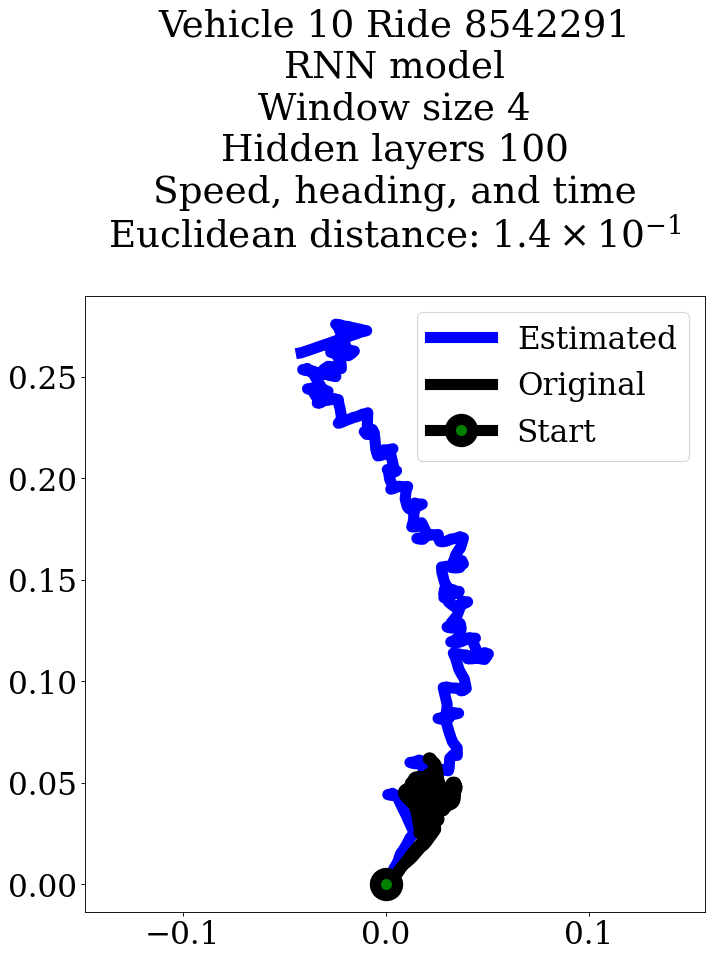 Vehicle 10 Ride 8542291
RNN model
Window size 4
Hidden layers 100
Speed, heading, and time
Euclidean distance: 1.4 × 10⁻¹
Estimated
Original
Start
0.25
0.20
0.15
0.10
0.05
0.00
−0.1 0.0 0.1